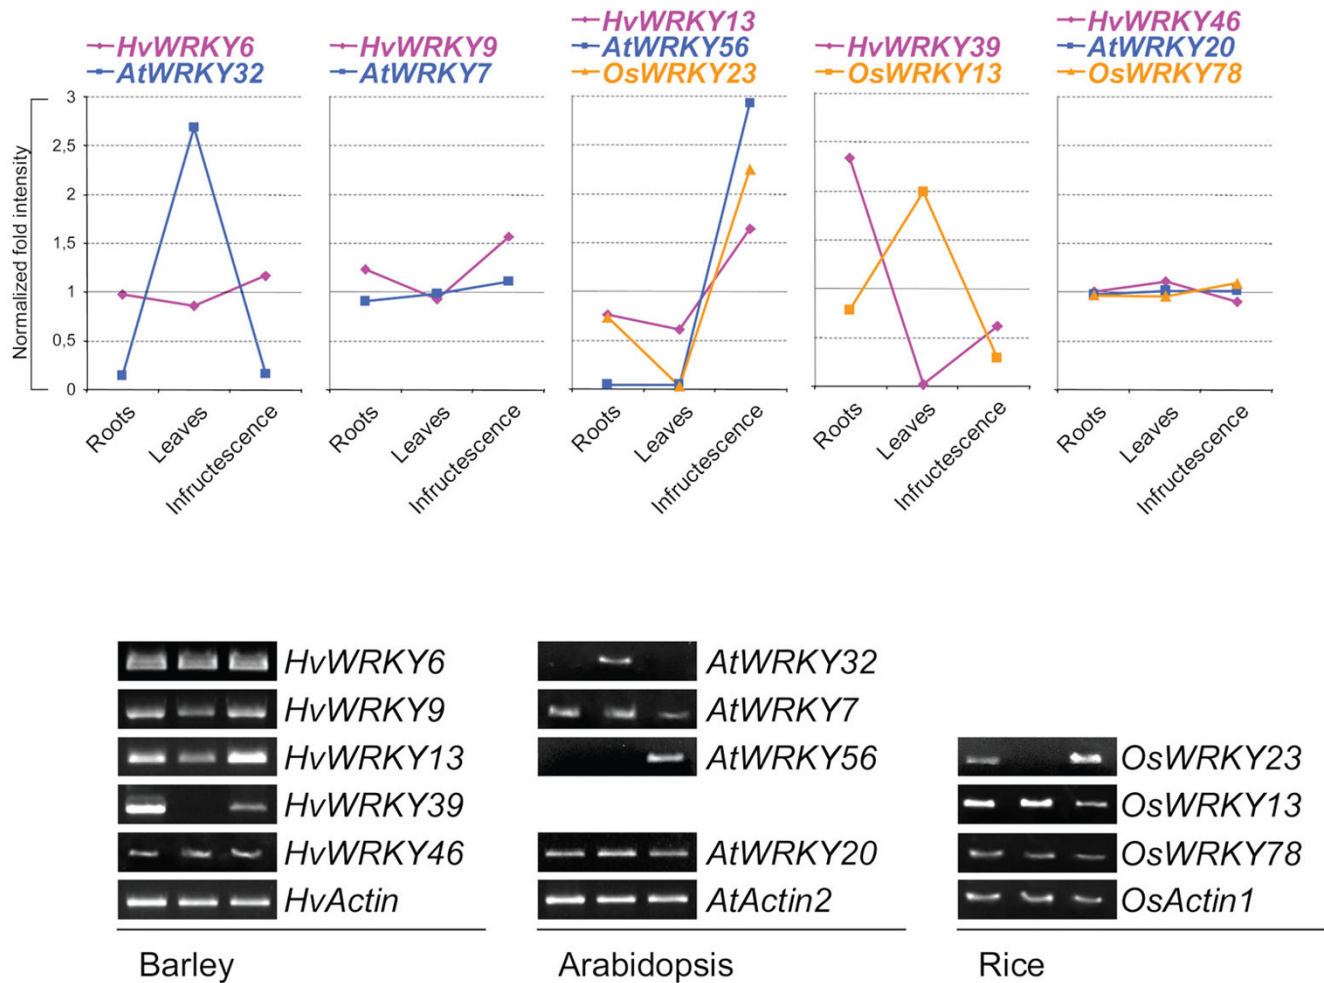 HvWRKY6
AtWRKY32
HvWRKY9
AtWRKY7
HvWRKY13
AtWRKY56
OsWRKY23
HvWRKY39
OsWRKY13
HvWRKY46
AtWRKY20
OsWRKY78
Normalized fold intensity
3
2,5
2
1,5
1
0,5
0
Roots
Leaves
Infructescence
Roots
Leaves
Infructescence
Roots
Leaves
Infructescence
Roots
Leaves
Infructescence
Roots
Leaves
Infructescence
HvWRKY6
HvWRKY9
HvWRKY13
HvWRKY39
HvWRKY46
HvActin
Barley
AtWRKY32
AtWRKY7
AtWRKY56
AtWRKY20
AtActin2
Arabidopsis
OsWRKY23
OsWRKY13
OsWRKY78
OsActin1
Rice